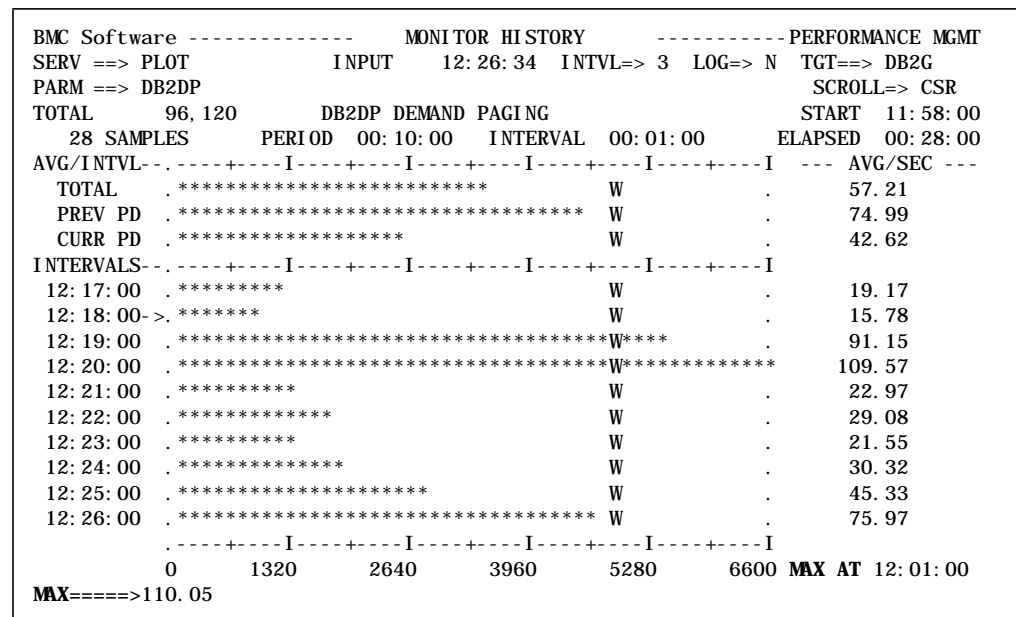 BMC Software -------------- MONITOR HISTORY -----------PERFORMANCE MGMT
SERV ==> PLOT INPUT 12:26:34 INTVL=> 3 LOG=> N TGT==> DB2G
PARM ==> DB2DP SCROLL=> CSR
TOTAL 96,120 DB2DP DEMAND PAGING START 11:58:00
28 SAMPLES PERIOD 00:10:00 INTERVAL 00:01:00 ELAPSED 00:28:00
AVG/INTVL--.----+----I----+----I----+----I----+----I----+----I --- AVG/SEC ---
TOTAL .************************** W . 57.21
PREV PD .********************************** W . 74.99
CURR PD .******************* W . 42.62
INTERVALS--.----+----I----+----I----+----I----+----I----+----I
12:17:00 .********* W . 19.17
12:18:00->.******* W . 15.78
12:19:00 .************************************W**** . 91.15
12:20:00 .************************************W************* 109.57
12:21:00 .********** W . 22.97
12:22:00 .************* W . 29.08
12:23:00 .********** W . 21.55
12:24:00 .************** W . 30.32
12:25:00 .********************* W . 45.33
12:26:00 .*********************************** W . 75.97
.----+----I----+----I----+----I----+----I----+----I
0 1320 2640 3960 5280 6600 MAX AT 12:01:00
MAX=====>110.05